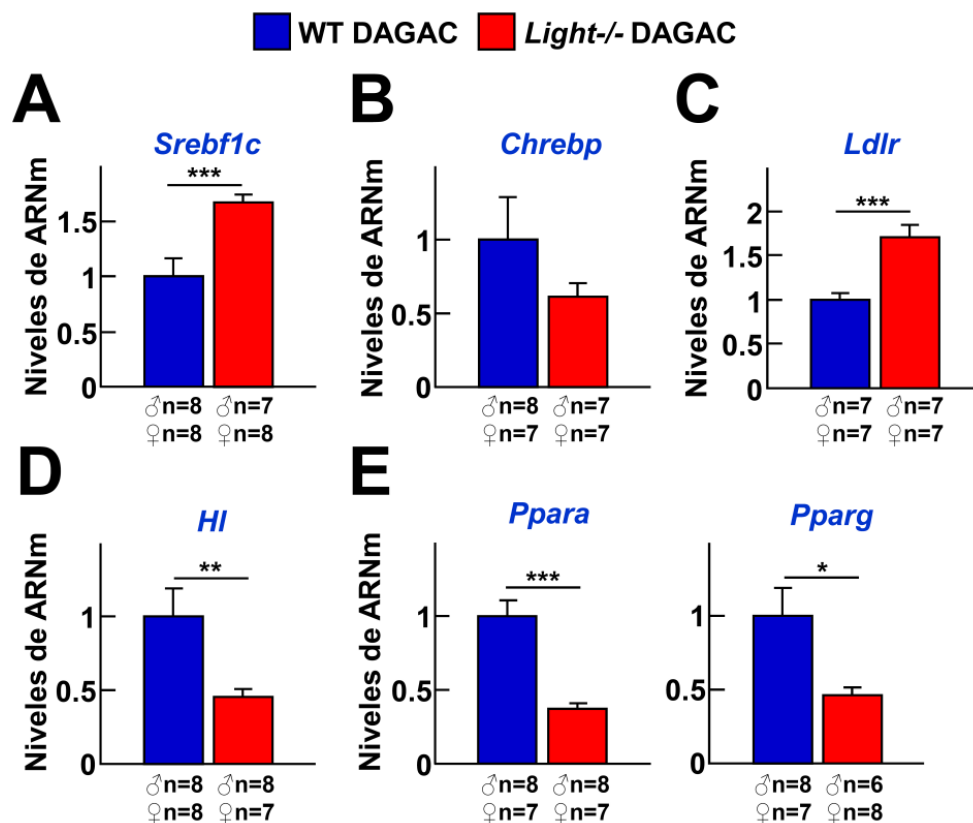 WT DAGAC Light-/- DAGAC
A
Srebf1c
Niveles de ARNm
***
1.5
1
0.5
0
♂n=8 ♂n=7
♀n=8 ♀n=8
B
Chrebp
1
0.5
0
♂n=8 ♂n=7
♀n=7 ♀n=7
C
Ldlr
Niveles de ARNm
***
2
1.5
1
0.5
0
♂n=7 ♂n=7
♀n=7 ♀n=7
D
Hl
Niveles de ARNm
**
1
0.5
0
♂n=8 ♂n=8
♀n=8 ♀n=7
E
Ppara
Niveles de ARNm
***
1
0.5
0
♂n=8 ♂n=8
♀n=7 ♀n=7
Pparg
*
1
0.5
0
♂n=8 ♂n=6
♀n=7 ♀n=8